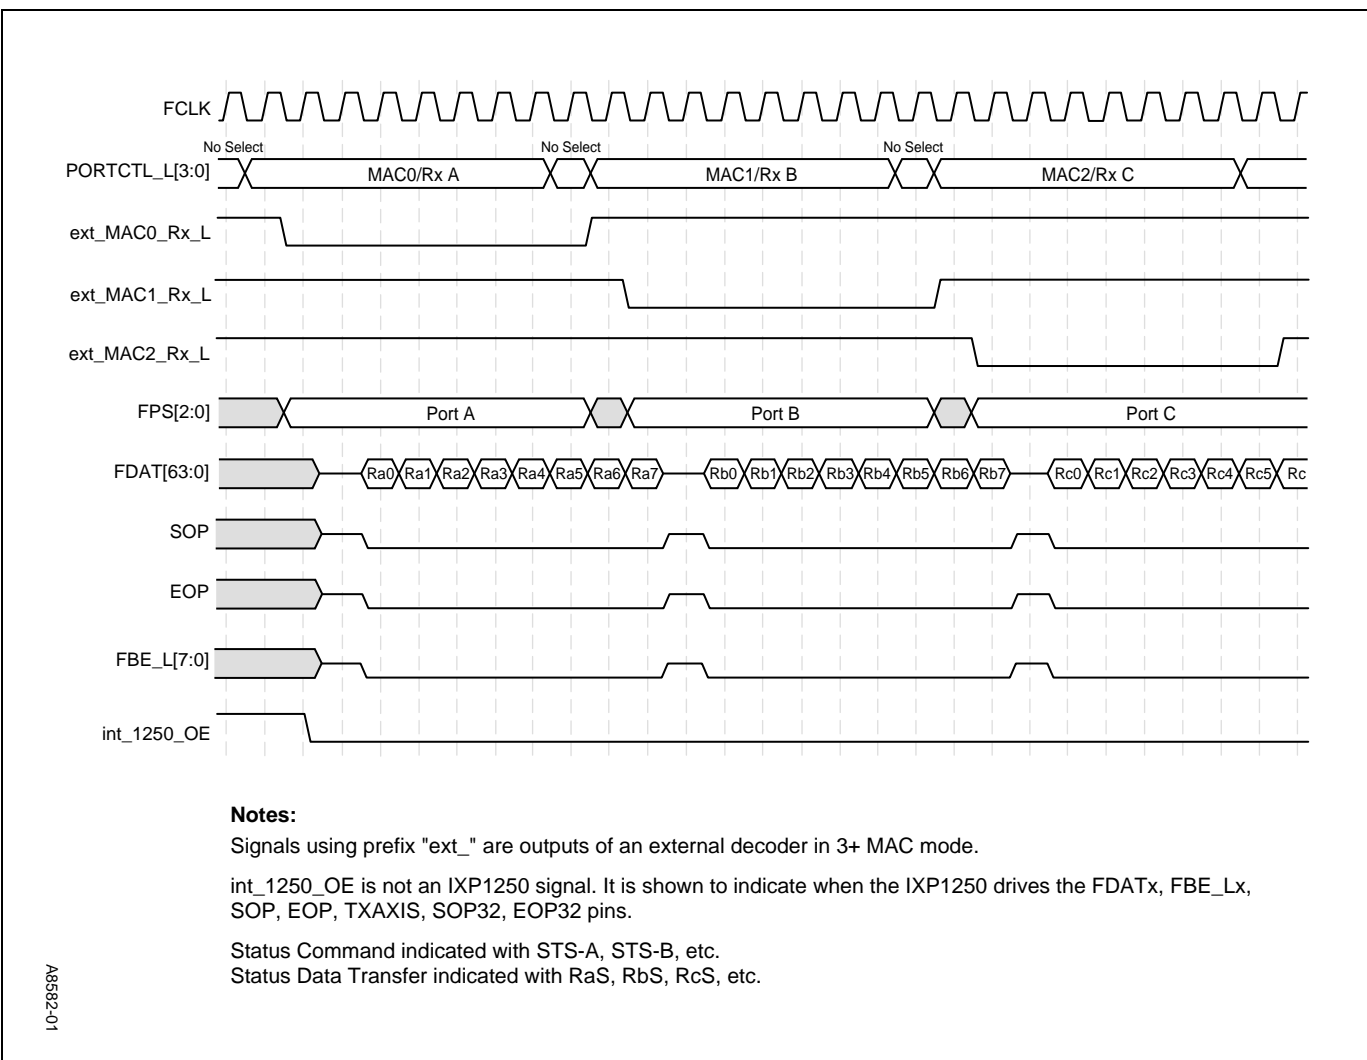 FCLK
No Select No Select No Select
PORTCTL_L[3:0] MAC0/Rx A MAC1/Rx B MAC2/Rx C
ext_MAC0_Rx_L
ext_MAC1_Rx_L
ext_MAC2_Rx_L
FPS[2:0] Port A Port B Port C
FDAT[63:0] Ra0 Ra1 Ra2 Ra3 Ra4 Ra5 Ra6 Ra7 Rb0 Rb1 Rb2 Rb3 Rb4 Rb5 Rb6 Rb7 Rc0 Rc1 Rc2 Rc3 Rc4 Rc5 Rc
SOP
EOP
FBE_L[7:0]
int_1250_OE
Notes:
Signals using prefix "ext_" are outputs of an external decoder in 3+ MAC mode.
int_1250_OE is not an IXP1250 signal. It is shown to indicate when the IXP1250 drives the FDATx, FBE_Lx,
SOP, EOP, TXAXIS, SOP32, EOP32 pins.
Status Command indicated with STS-A, STS-B, etc.
Status Data Transfer indicated with RaS, RbS, RcS, etc.
A8582-01